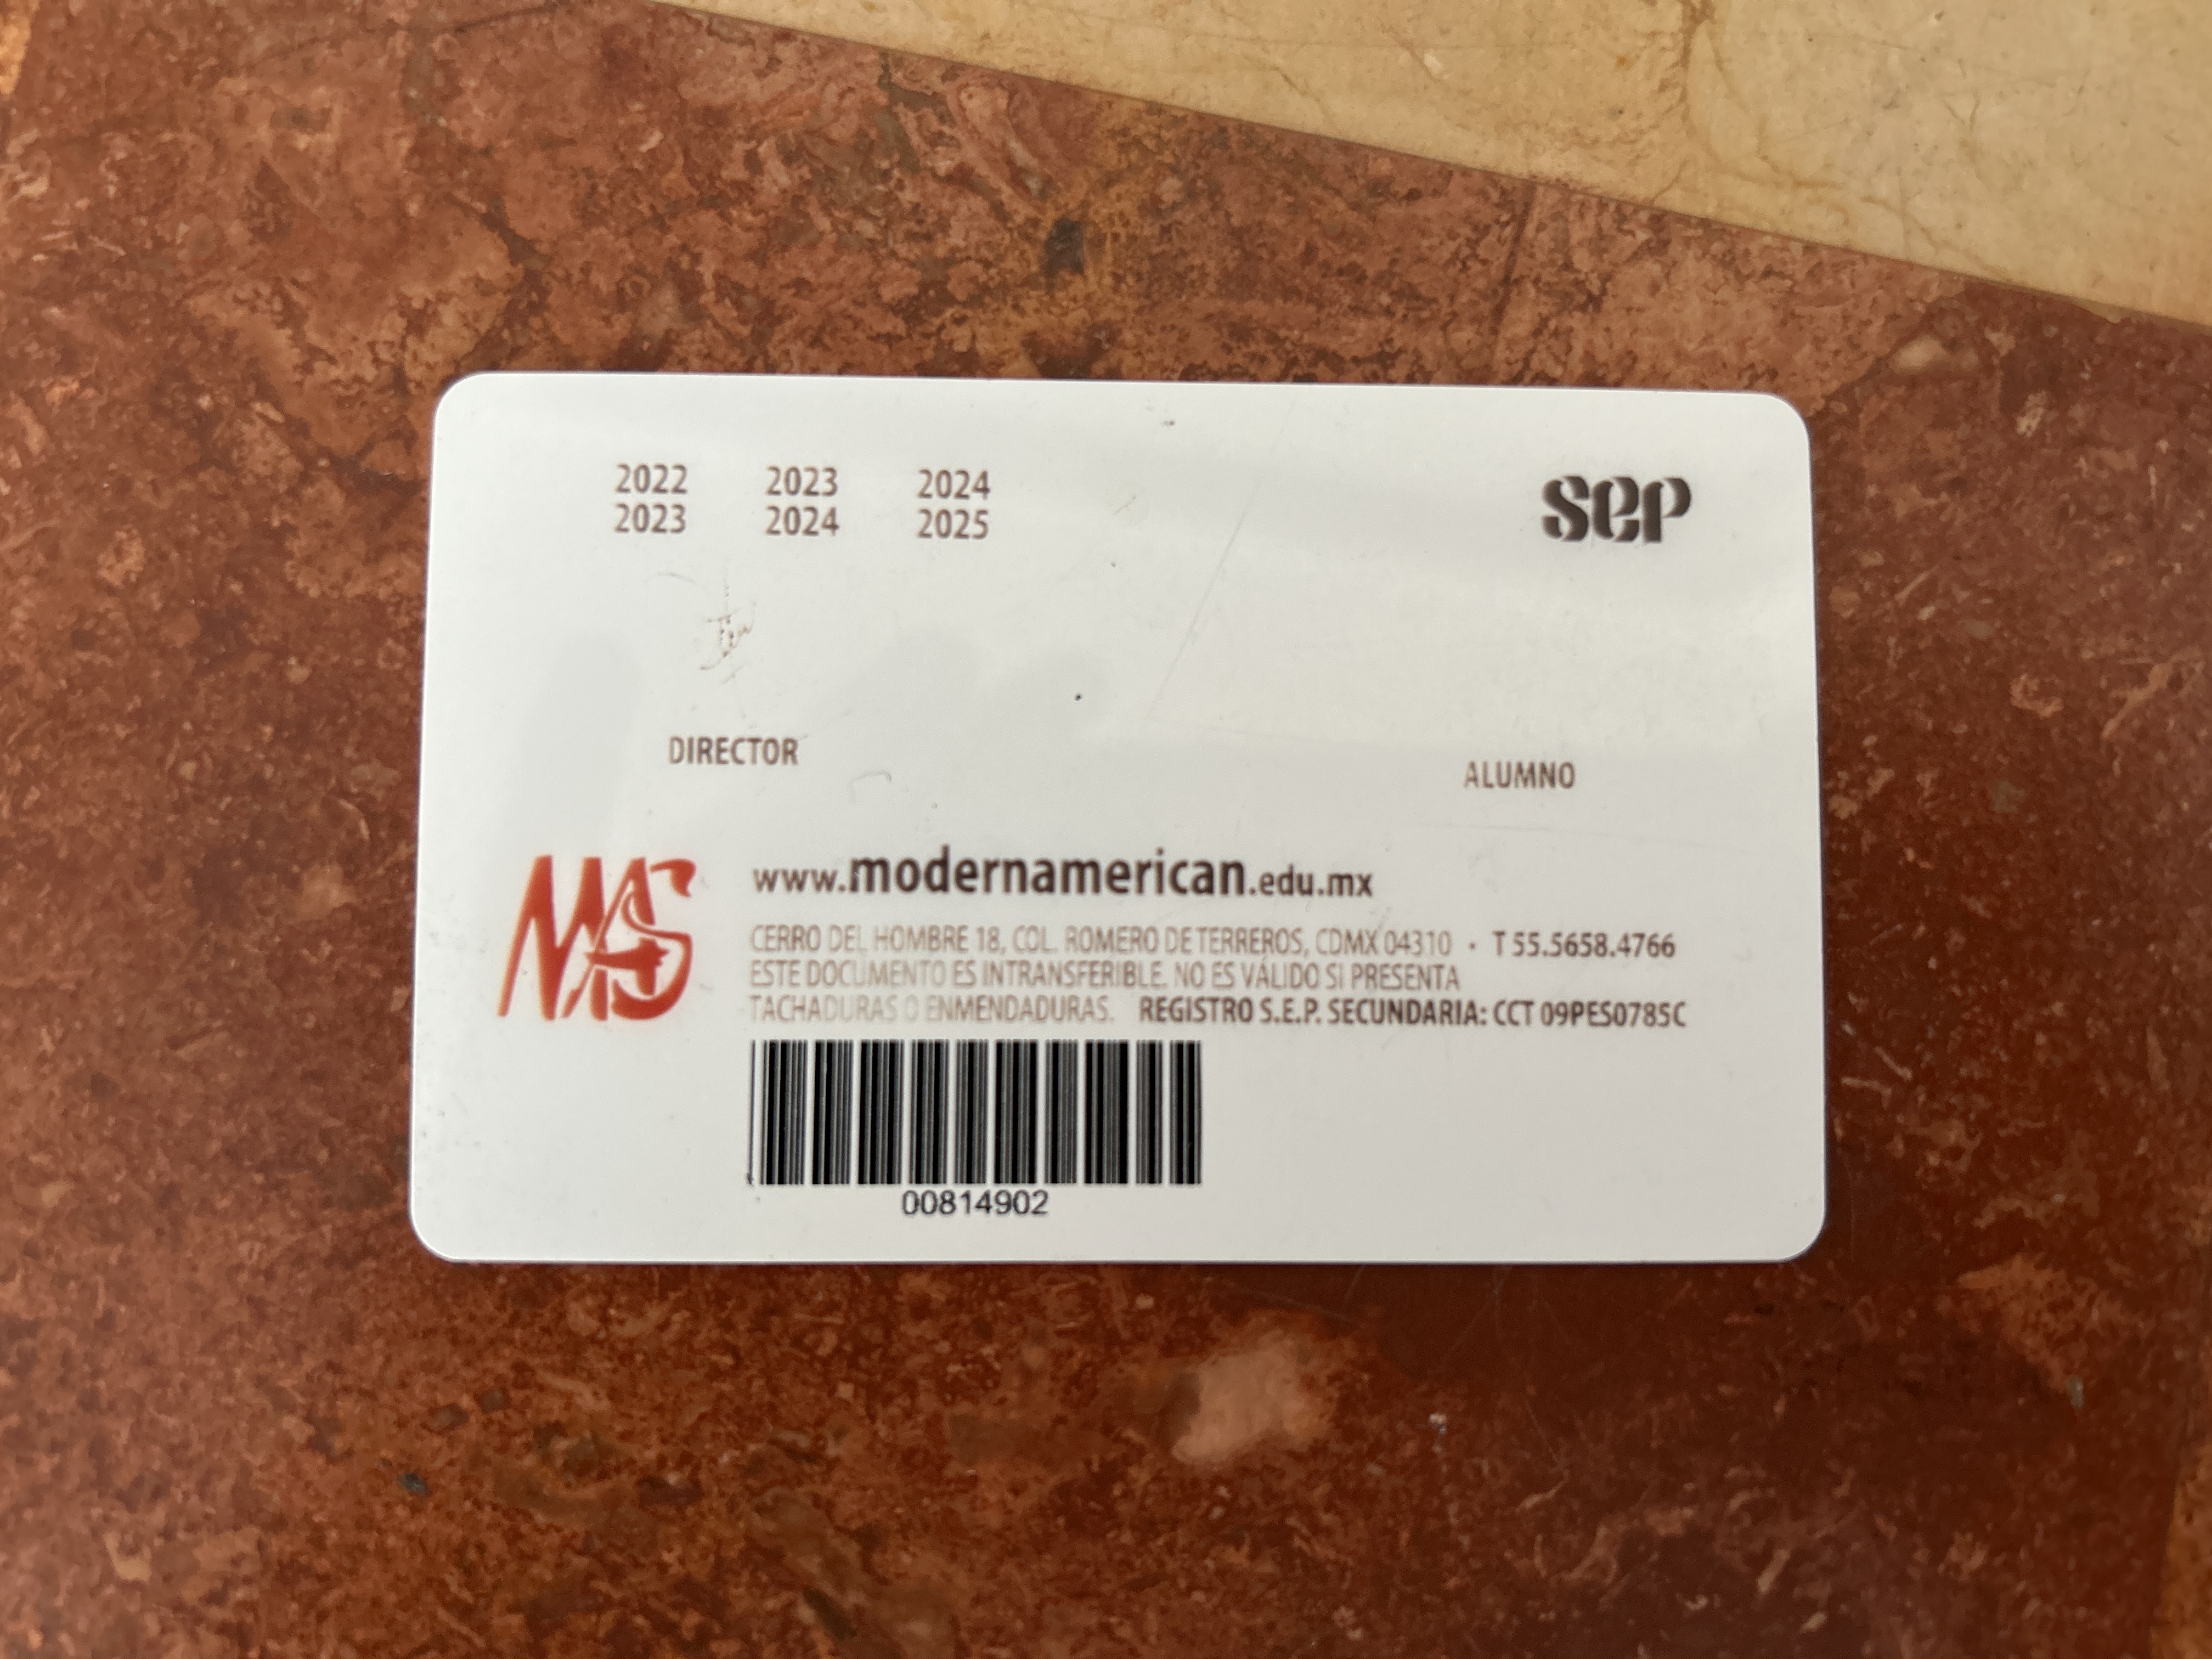 2022 2023 2024
2023 2024 2025
sep
DIRECTOR
ALUMNO
MAS
www.modernamerican.edu.mx
CERRO DEL HOMBRE 18, COL. ROMERO DE TERREROS, CDMX 04310 • T 55.5658.4766
ESTE DOCUMENTO ES INTRANSFERIBLE. NO ES VÁLIDO SI PRESENTA
TACHADURAS O ENMENDADURAS. REGISTRO S.E.P. SECUNDARIA: CCT 09PES0785C
00814902